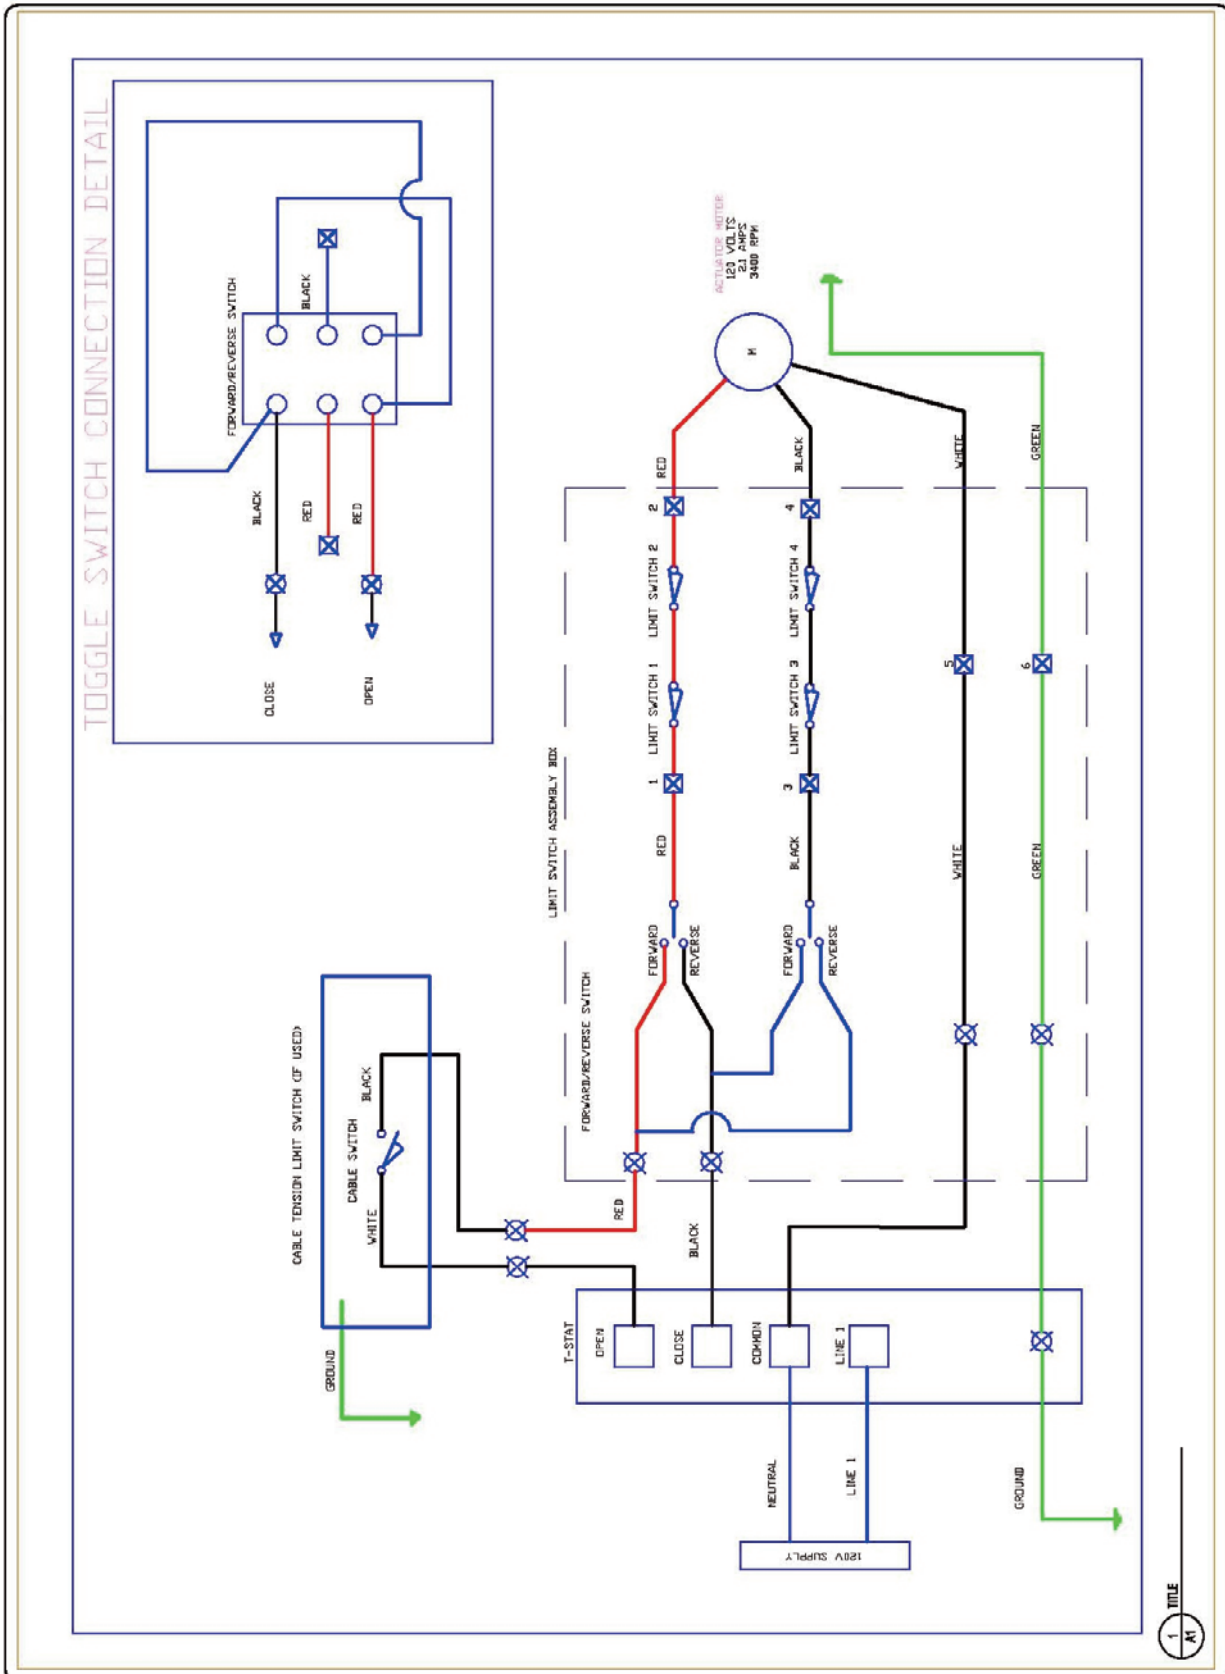 TOGGLE SWITCH CONNECTION DETAIL
FORWARD/REVERSE SWITCH
BLACK
BLACK
RED
RED
CLOSE
OPEN
CABLE TENSION LIMIT SWITCH (IF USED)
CABLE SWITCH
WHITE
BLACK
GROUND
LIMIT SWITCH ASSEMBLY BOX
FORWARD/REVERSE SWITCH
FORWARD
REVERSE
FORWARD
REVERSE
RED
BLACK
RED
1
LIMIT SWITCH 1
LIMIT SWITCH 2
2
RED
BLACK
3
LIMIT SWITCH 3
LIMIT SWITCH 4
4
BLACK
WHITE
5
WHITE
GREEN
6
GREEN
ACTUATOR MOTOR
120 VOLTS
2.1 AMPS
3400 RPM
M
T-STAT
OPEN
CLOSE
COMMON
LINE 1
NEUTRAL
LINE 1
120V SUPPLY
GROUND
1
A1
TITLE